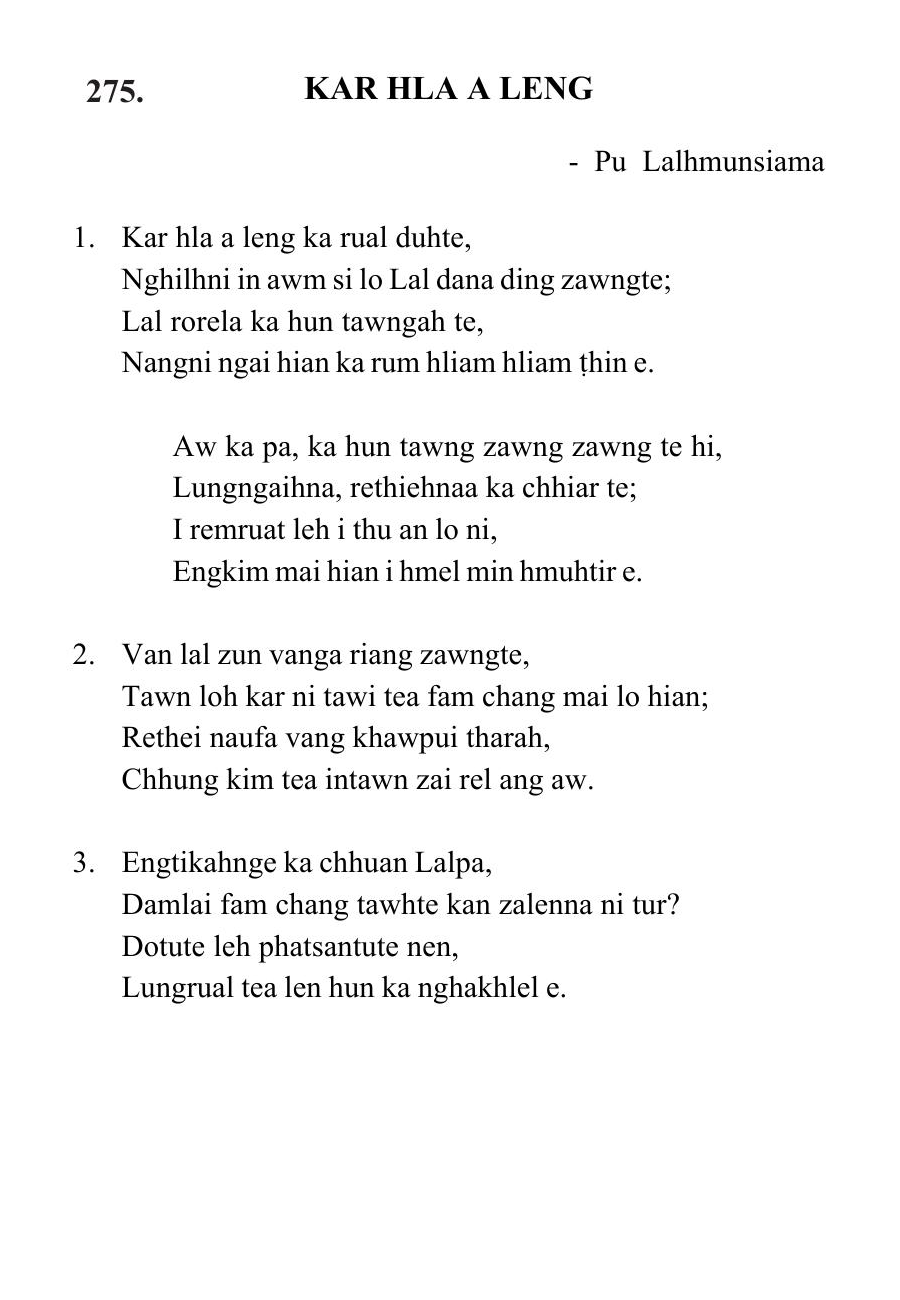 275. KAR HLA A LENG
- Pu Lalhmunsiama
1. Kar hla a leng ka rual duhte,
Nghilhni in awm si lo Lal dana ding zawngte;
Lal rorela ka hun tawngah te,
Nangni ngai hian ka rum hliam hliam ṭhin e.
Aw ka pa, ka hun tawng zawng zawng te hi,
Lungngaihna, rethiehnaa ka chhiar te;
I remruat leh i thu an lo ni,
Engkim mai hian i hmel min hmuhtir e.
2. Van lal zun vanga riang zawngte,
Tawn loh kar ni tawi tea fam chang mai lo hian;
Rethei naufa vang khawpui tharah,
Chhung kim tea intawn zai rel ang aw.
3. Engtikahnge ka chhuan Lalpa,
Damlai fam chang tawhte kan zalenna ni tur?
Dotute leh phatsantute nen,
Lungrual tea len hun ka nghakhlel e.